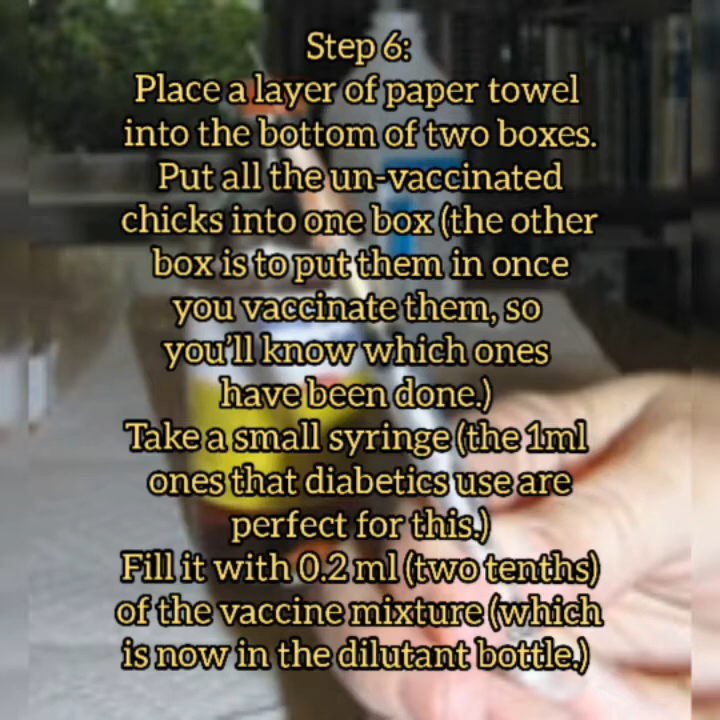 Step 6:
Place a layer of paper towel
into the bottom of two boxes.
Put all the un-vaccinated
chicks into one box (the other
box is to put them in once
you vaccinate them, so
you'll know which ones
have been done.)
Take a small syringe (the 1ml
ones that diabetics use are
perfect for this.)
Fill it with 0.2 ml (two tenths)
of the vaccine mixture (which
is now in the dilutant bottle.)